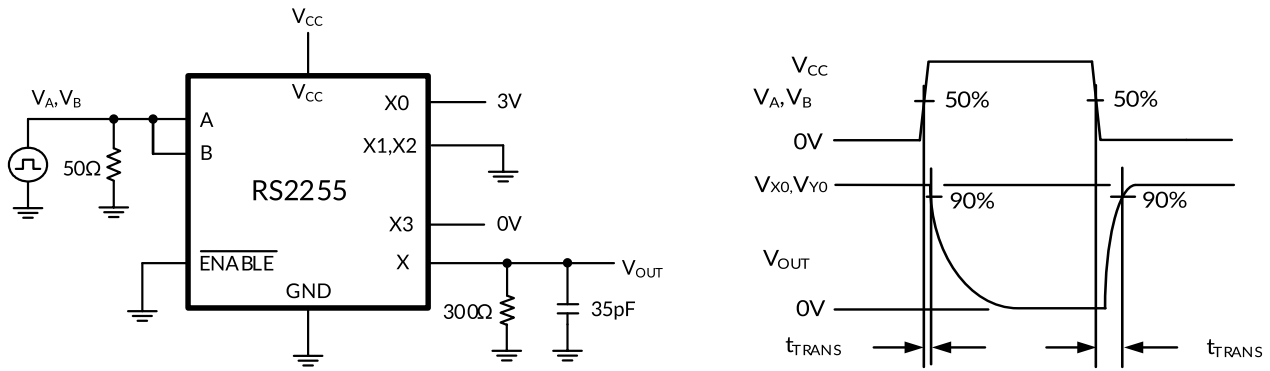 VCC
VCC
VA,VB
A
B
50Ω
RS2255
ENABLE
GND
X0
3V
X1,X2
X3
0V
X
VOUT
300Ω
35pF
VCC
VA,VB
50%
50%
0V
VX0,VY0
90%
90%
VOUT
0V
tTRANS
tTRANS